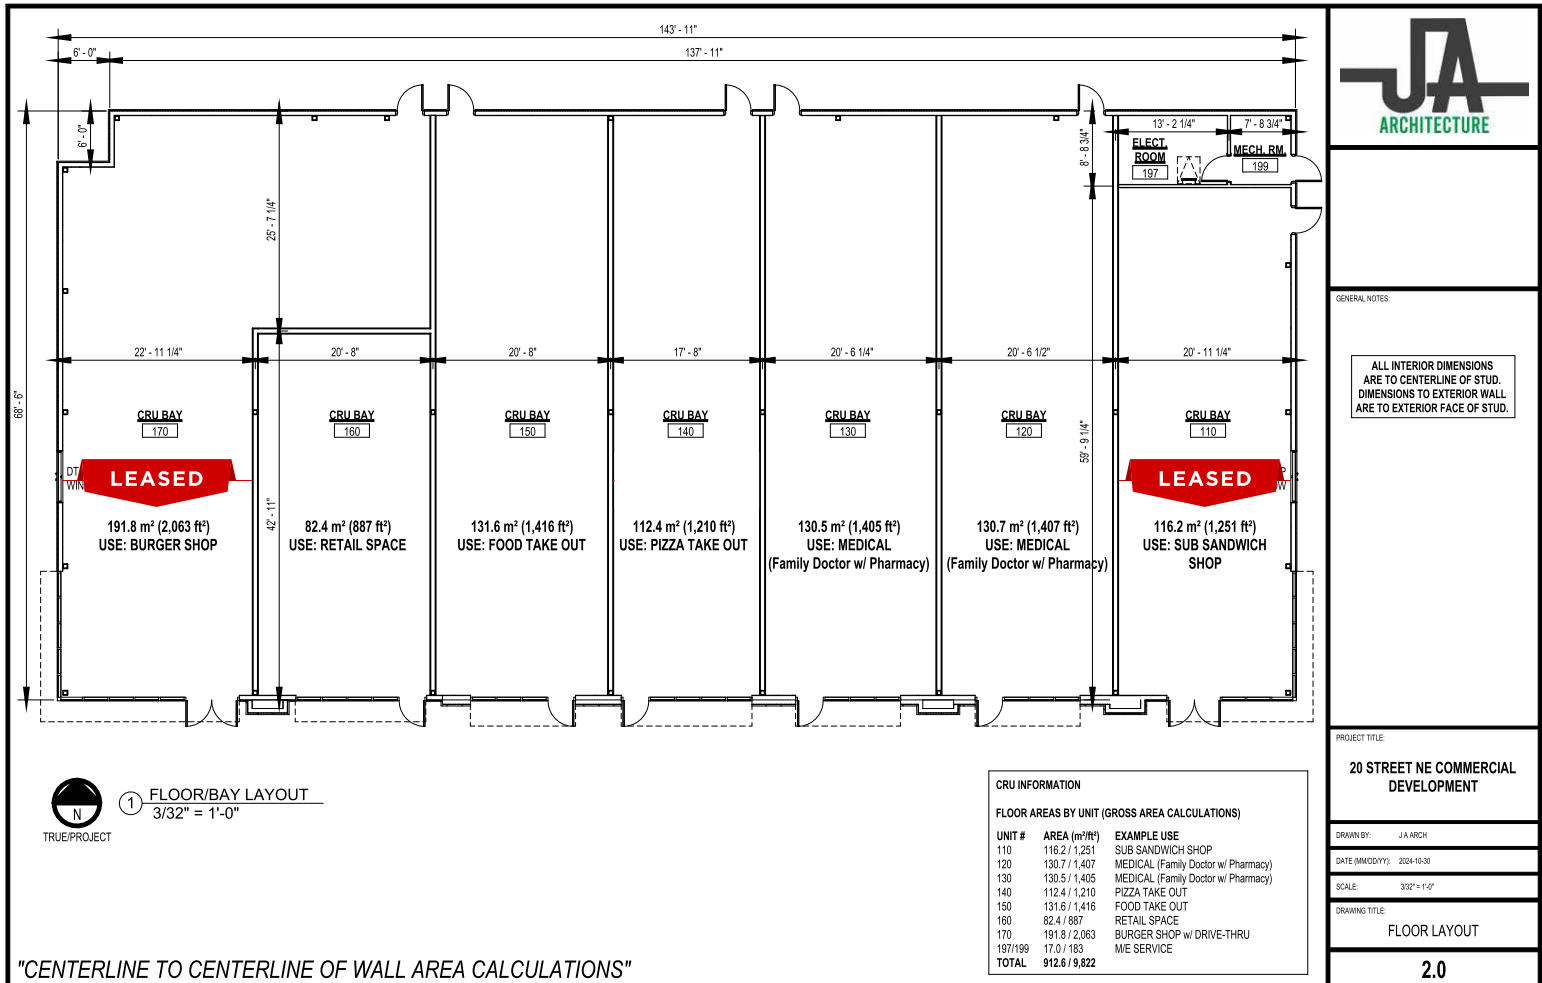 143' - 11"
6' - 0"
137' - 11"
JA
ARCHITECTURE
6' - 0"
25' - 7 1/4"
8' - 8 3/4"
13' - 2 1/4"
7' - 8 3/4"
ELECT.
ROOM
197
MECH. RM.
199
68' - 6"
22' - 11 1/4"
20' - 8"
20' - 8"
17' - 8"
20' - 6 1/4"
20' - 6 1/2"
20' - 11 1/4"
CRU BAY
170
CRU BAY
160
CRU BAY
150
CRU BAY
140
CRU BAY
130
CRU BAY
120
CRU BAY
110
59' - 9 1/4"
42' - 11"
LEASED
LEASED
191.8 m² (2,063 ft²)
USE: BURGER SHOP
82.4 m² (887 ft²)
USE: RETAIL SPACE
131.6 m² (1,416 ft²)
USE: FOOD TAKE OUT
112.4 m² (1,210 ft²)
USE: PIZZA TAKE OUT
130.5 m² (1,405 ft²)
USE: MEDICAL
(Family Doctor w/ Pharmacy)
130.7 m² (1,407 ft²)
USE: MEDICAL
(Family Doctor w/ Pharmacy)
116.2 m² (1,251 ft²)
USE: SUB SANDWICH
SHOP
N
TRUE/PROJECT
1
FLOOR/BAY LAYOUT
3/32" = 1'-0"
CRU INFORMATION
FLOOR AREAS BY UNIT (GROSS AREA CALCULATIONS)
UNIT # AREA (m²/ft²) EXAMPLE USE
110 116.2 / 1,251 SUB SANDWICH SHOP
120 130.7 / 1,407 MEDICAL (Family Doctor w/ Pharmacy)
130 130.5 / 1,405 MEDICAL (Family Doctor w/ Pharmacy)
140 112.4 / 1,210 PIZZA TAKE OUT
150 131.6 / 1,416 FOOD TAKE OUT
160 82.4 / 887 RETAIL SPACE
170 191.8 / 2,063 BURGER SHOP w/ DRIVE-THRU
197/199 17.0 / 183 M/E SERVICE
TOTAL 912.6 / 9,822
"CENTERLINE TO CENTERLINE OF WALL AREA CALCULATIONS"
GENERAL NOTES:
ALL INTERIOR DIMENSIONS
ARE TO CENTERLINE OF STUD.
DIMENSIONS TO EXTERIOR WALL
ARE TO EXTERIOR FACE OF STUD.
PROJECT TITLE:
20 STREET NE COMMERCIAL
DEVELOPMENT
DRAWN BY: J A ARCH
DATE (MM/DD/YY): 2024-10-30
SCALE: 3/32" = 1'-0"
DRAWING TITLE:
FLOOR LAYOUT
2.0